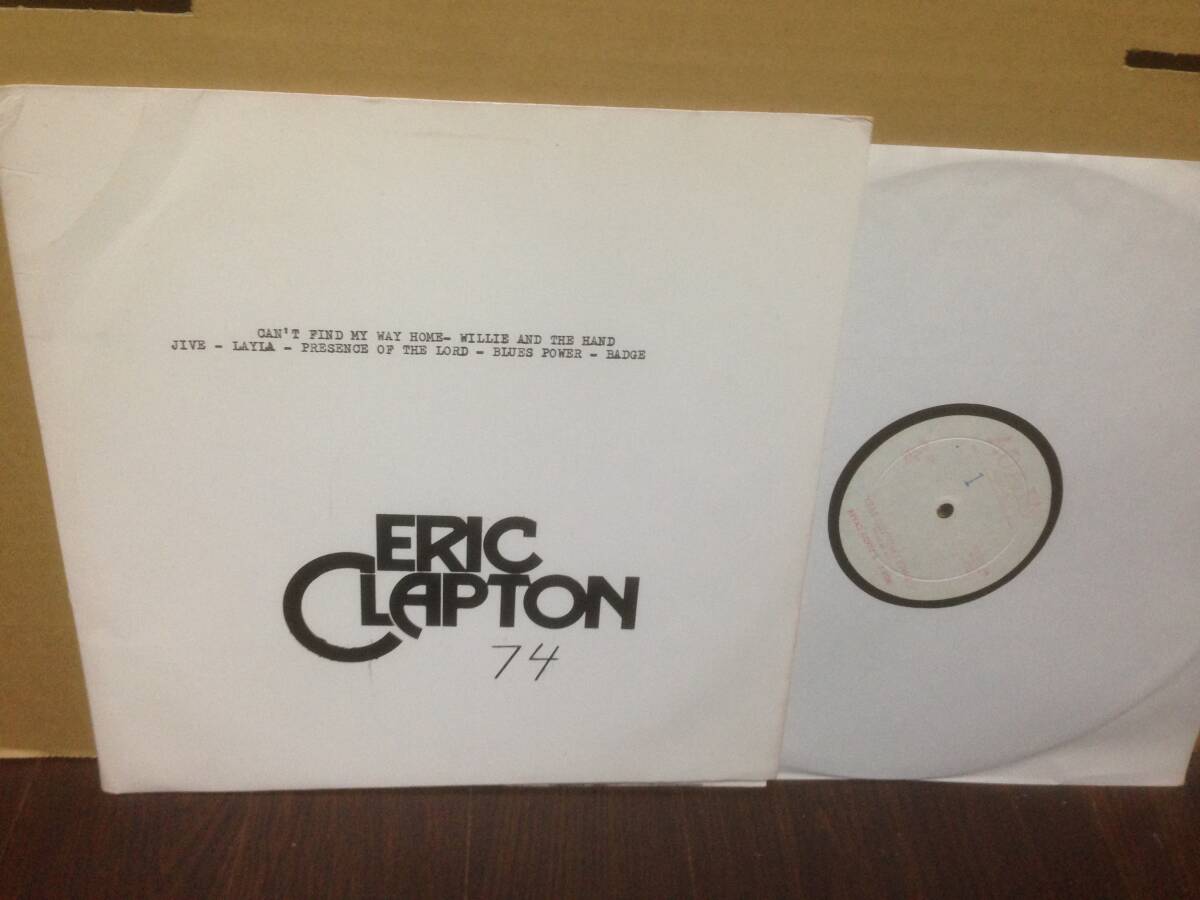 CAN'T FIND MY WAY HOME- WILLIE AND THE HAND
JIVE - LAYLA - PRESENCE OF THE LORD - BLUES POWER - BADGE
ERIC
CLAPTON
74
1